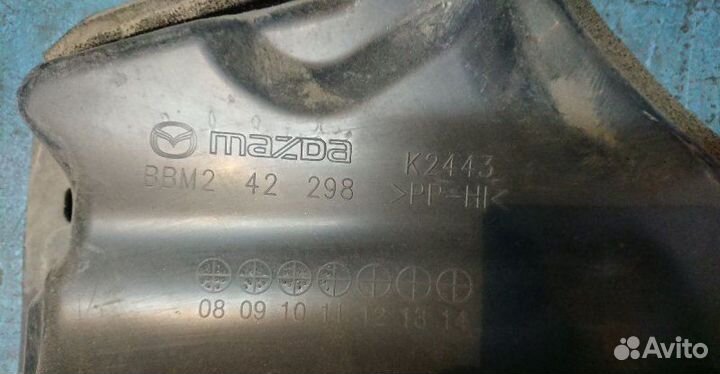 mazda
K2443
BBM2 42 298
>PP-HI<
08 09 10 11 12 13 14
Avito